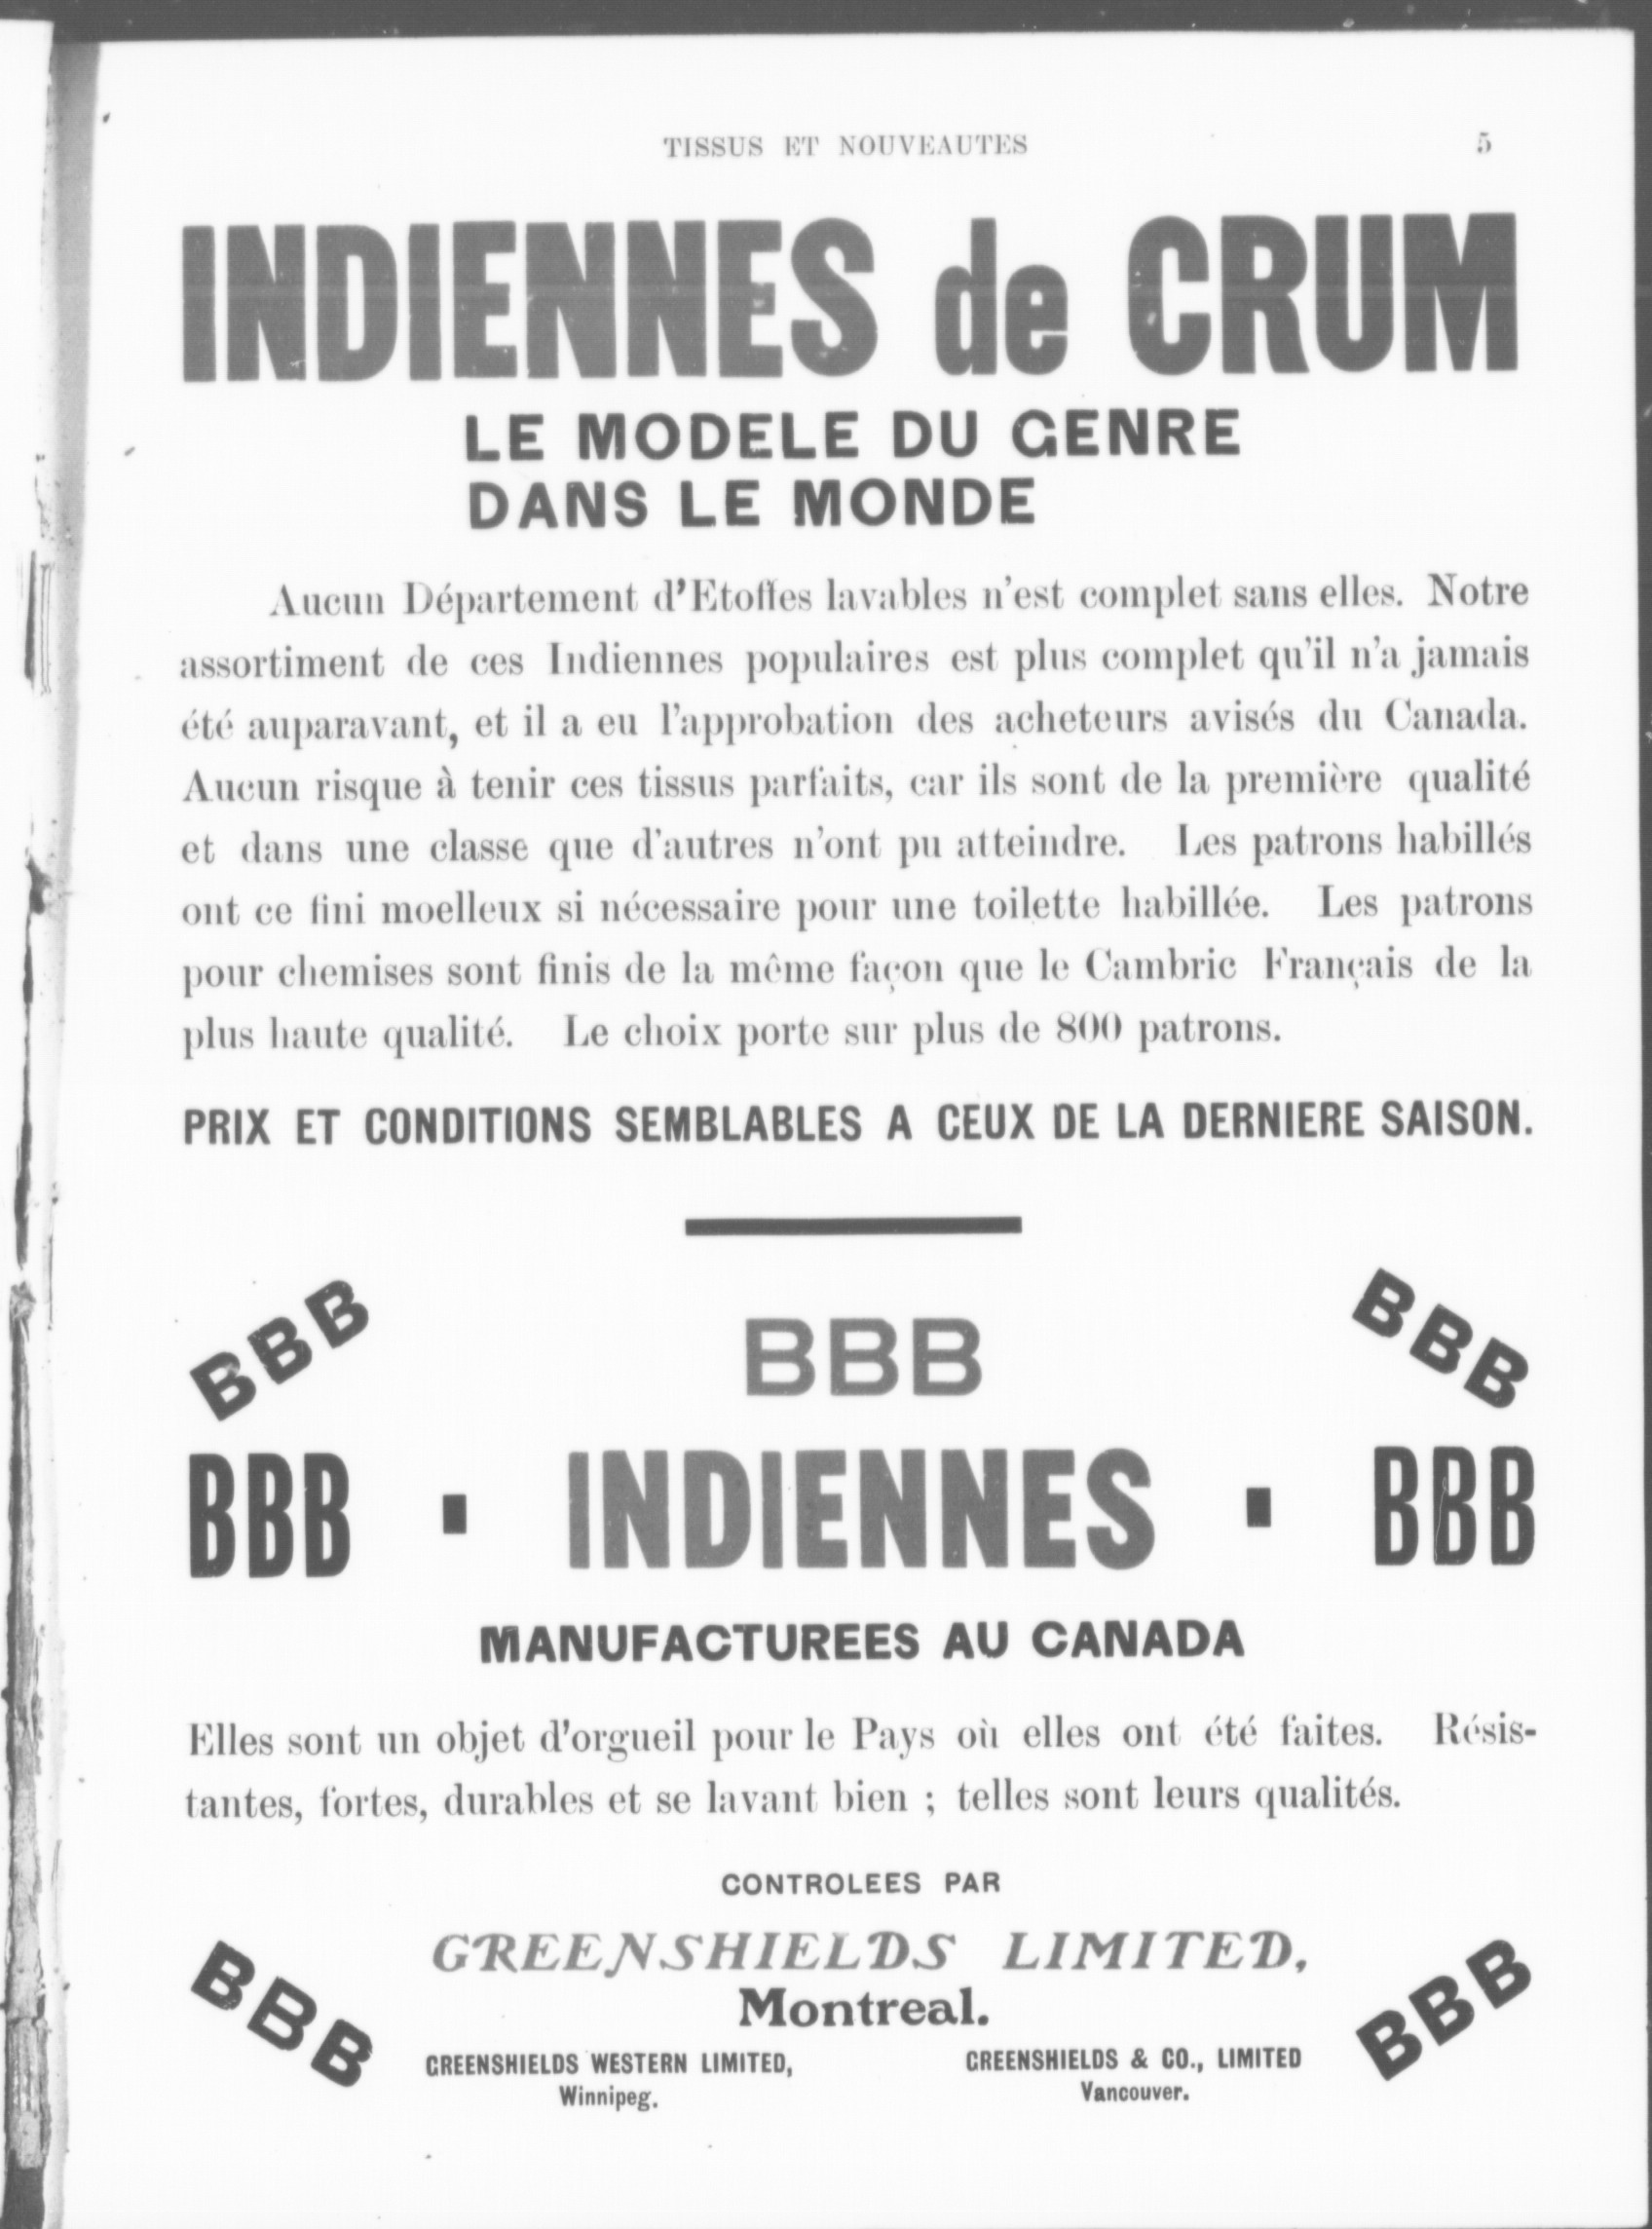 TISSUS ET NOUVEAUTES 5
INDIENNES de CRUM
LE MODELE DU GENRE
DANS LE MONDE
Aucun Département d'Etoffes lavables n'est complet sans elles. Notre
assortiment de ces Indiennes populaires est plus complet qu'il n'a jamais
été auparavant, et il a eu l'approbation des acheteurs avisés du Canada.
Aucun risque à tenir ces tissus parfaits, car ils sont de la première qualité
et dans une classe que d'autres n'ont pu atteindre. Les patrons habillés
ont ce fini moelleux si nécessaire pour une toilette habillée. Les patrons
pour chemises sont finis de la même façon que le Cambric Français de la
plus haute qualité. Le choix porte sur plus de 800 patrons.
PRIX ET CONDITIONS SEMBLABLES A CEUX DE LA DERNIERE SAISON.
BBB BBB BBB
BBB ▪ INDIENNES ▪ BBB
MANUFACTUREES AU CANADA
Elles sont un objet d'orgueil pour le Pays où elles ont été faites. Résis-
tantes, fortes, durables et se lavant bien ; telles sont leurs qualités.
CONTROLEES PAR
GREENSHIELDS LIMITED,
Montreal.
BBB BBB
GREENSHIELDS WESTERN LIMITED, GREENSHIELDS & CO., LIMITED
Winnipeg. Vancouver.